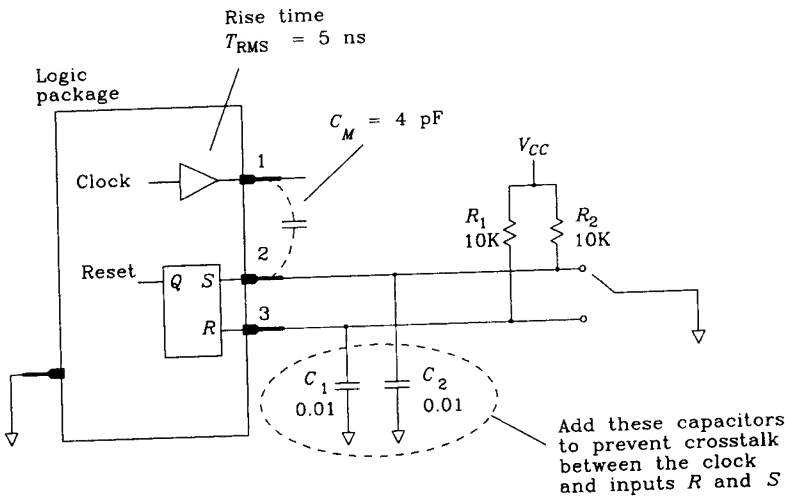 Rise time
T_RMS = 5 ns
Logic
package
C_M = 4 pF
1
V_CC
Clock
R_1
10K
R_2
10K
2
Reset
Q S
3
R
C_1
0.01
C_2
0.01
Add these capacitors
to prevent crosstalk
between the clock
and inputs R and S